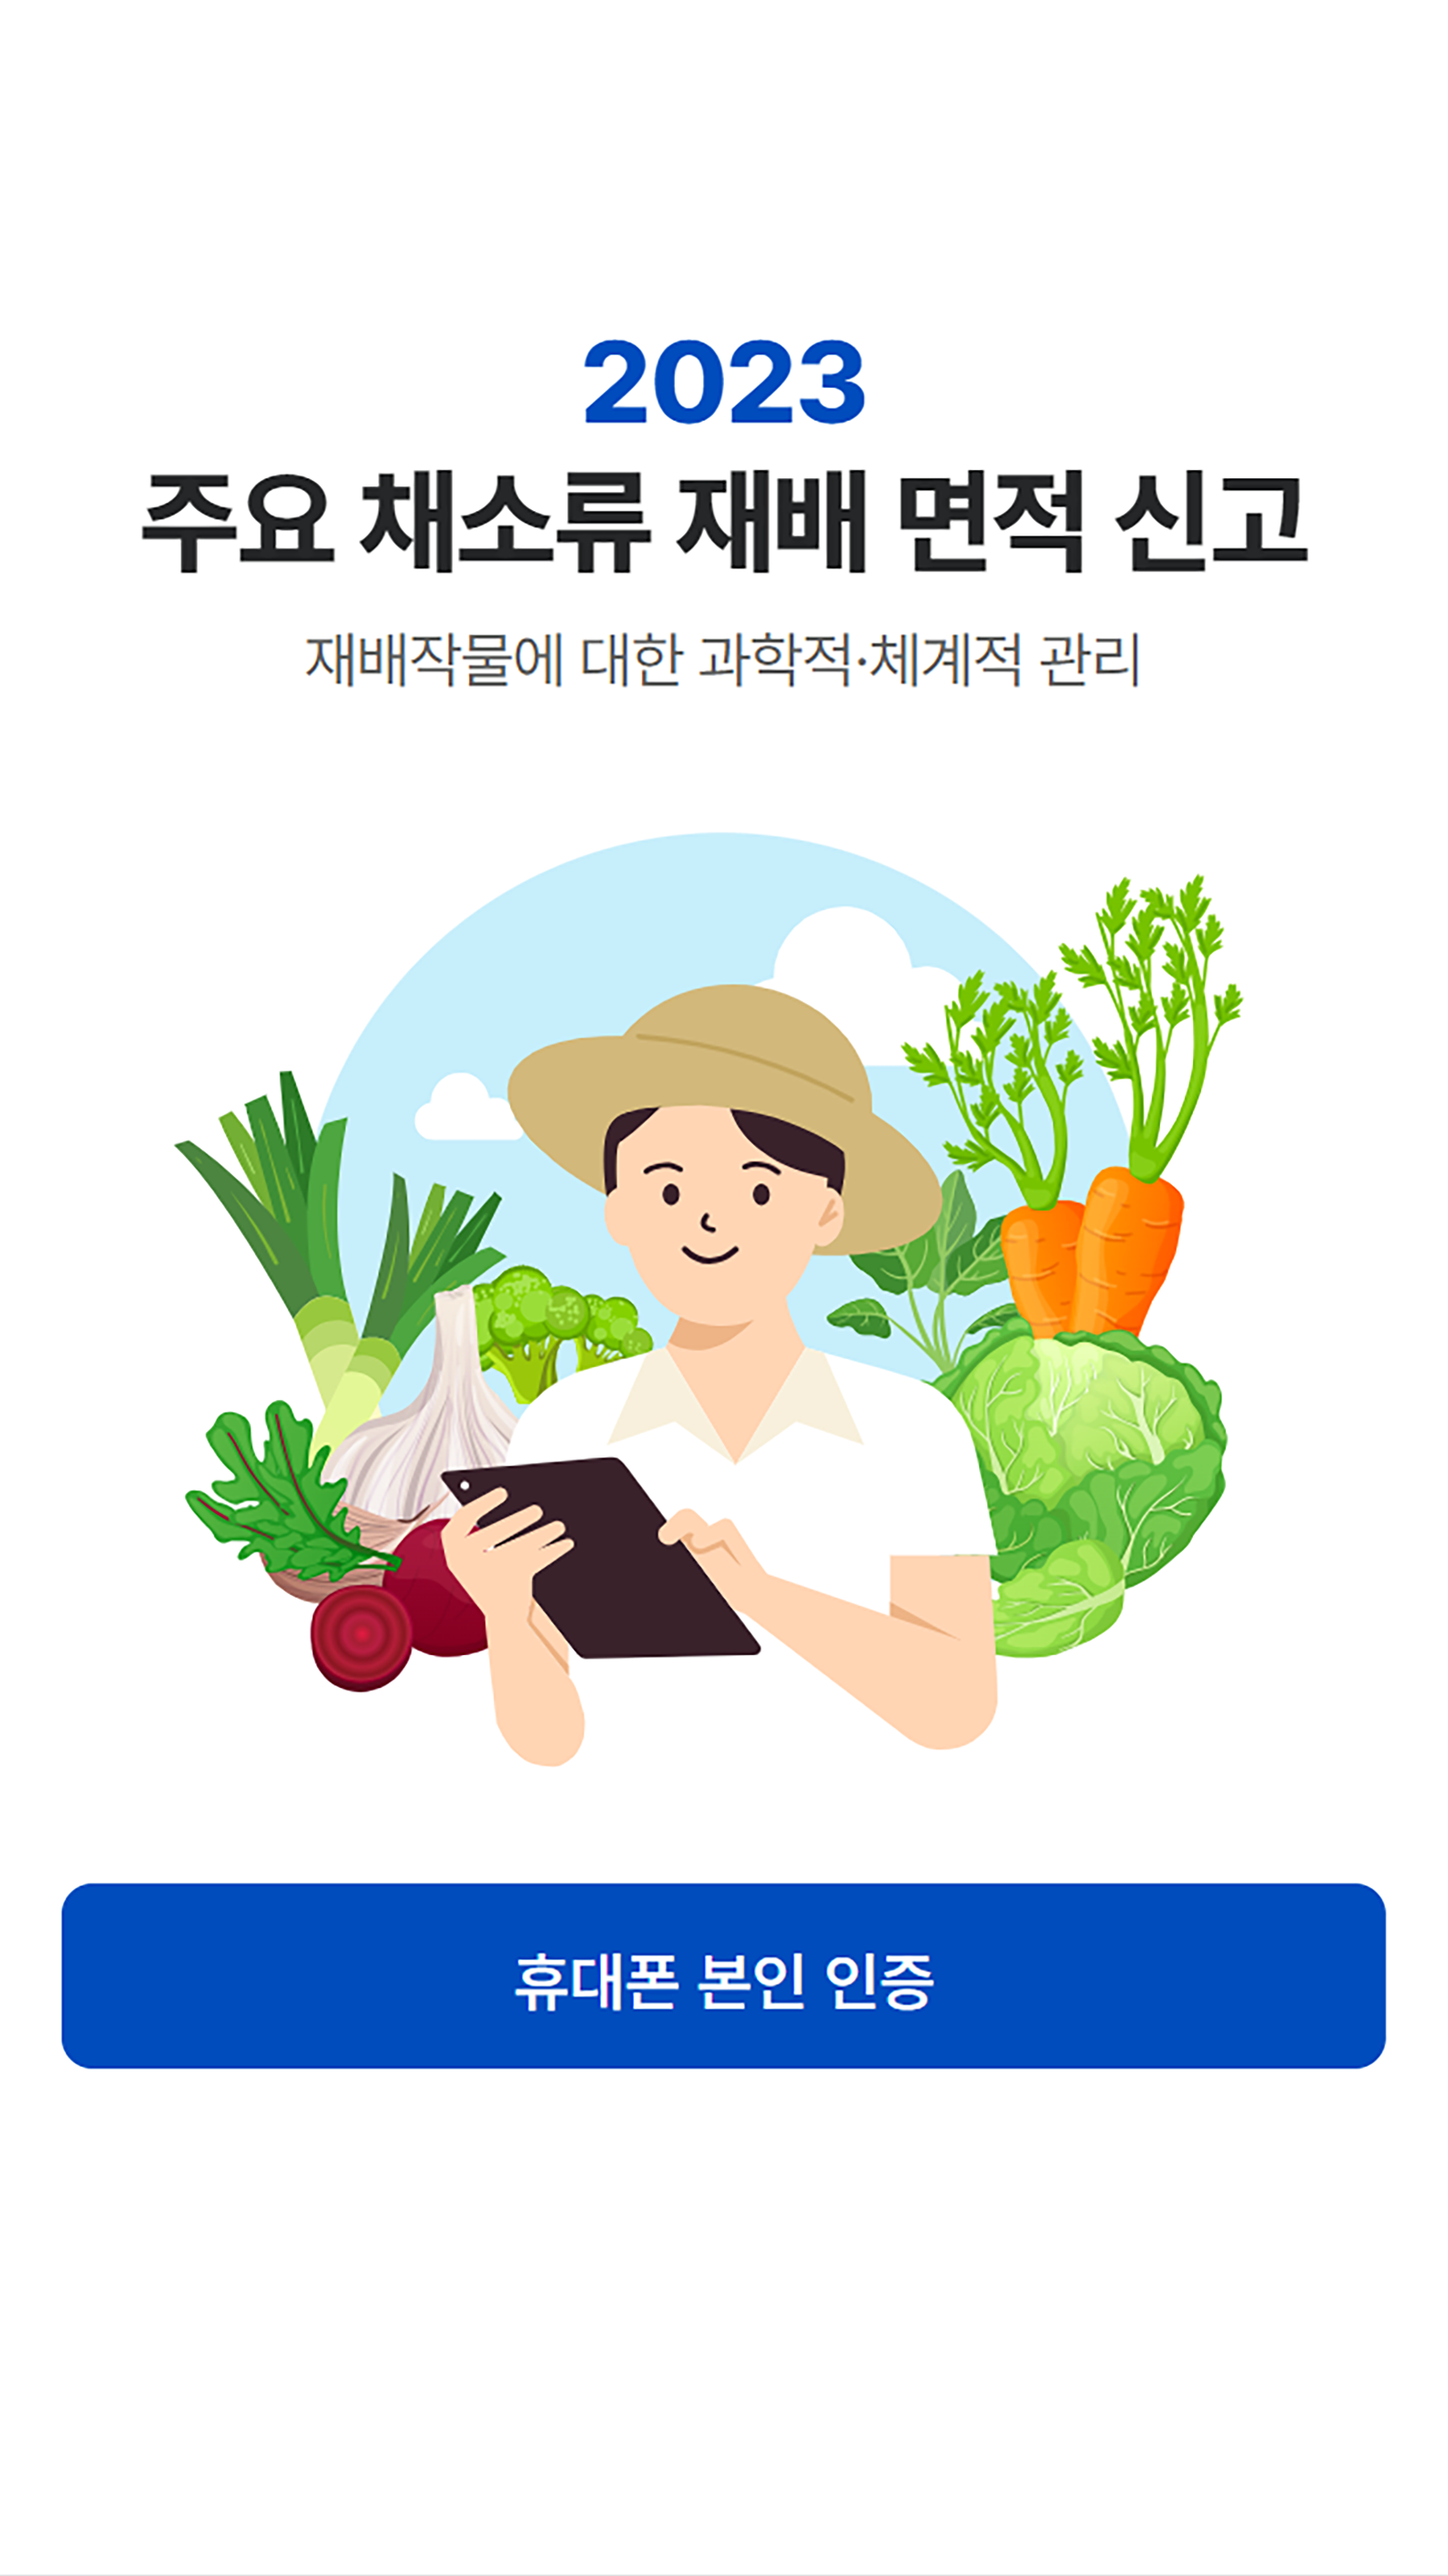 2023
주요 채소류 재배 면적 신고
재배작물에 대한 과학적·체계적 관리
휴대폰 본인 인증